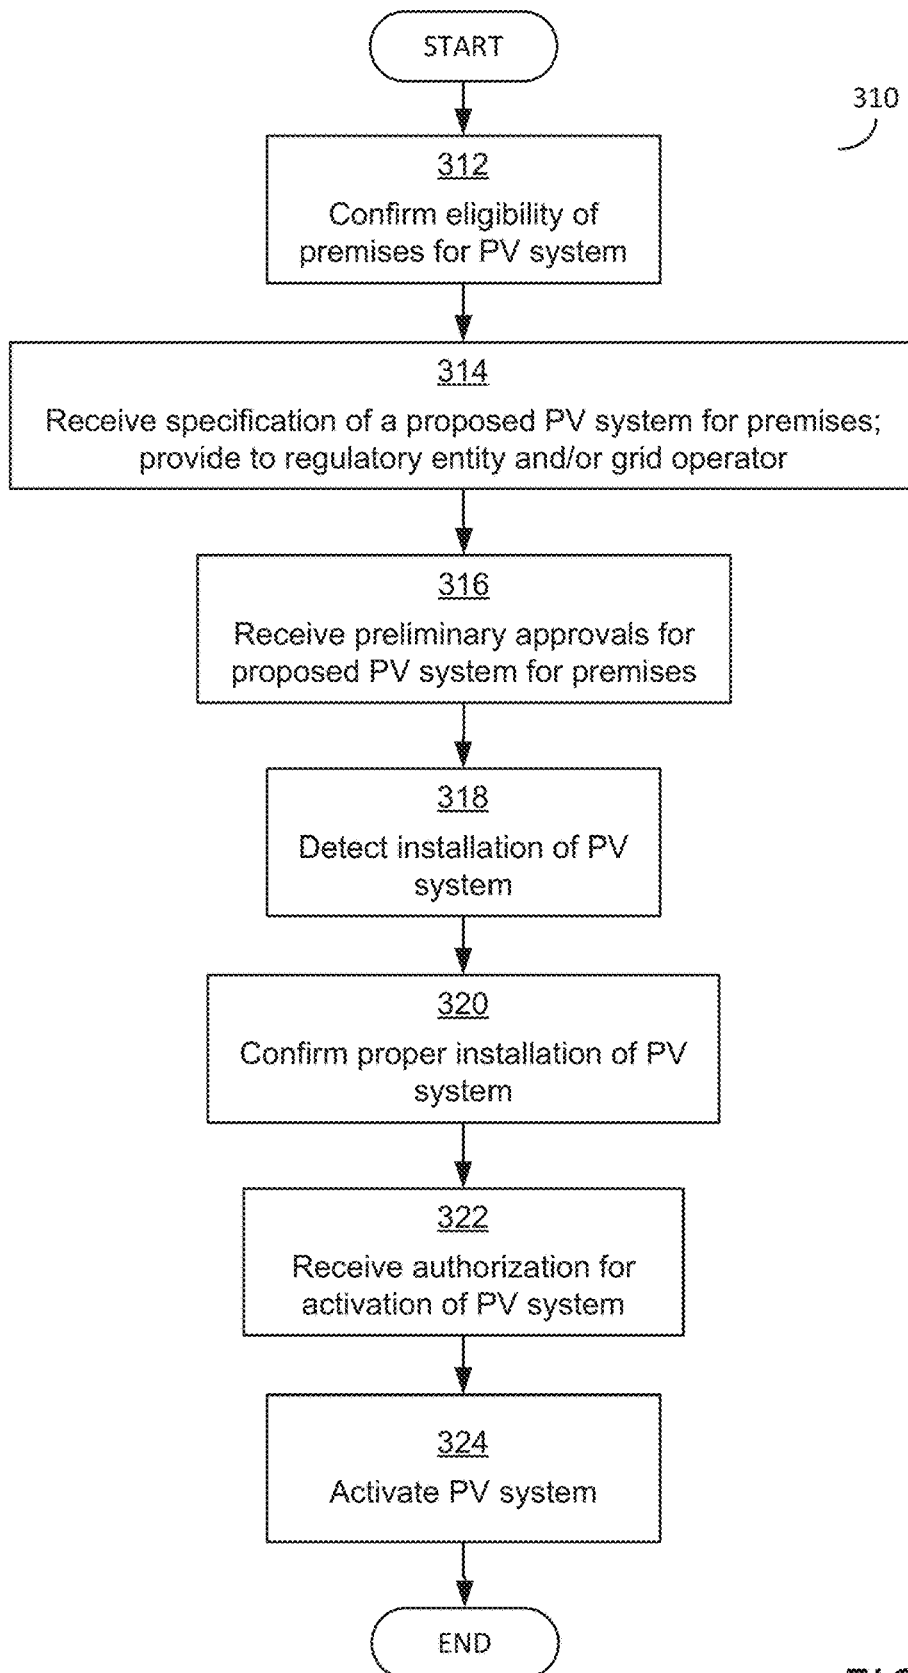 START
310
312
Confirm eligibility of
premises for PV system
314
Receive specification of a proposed PV system for premises;
provide to regulatory entity and/or grid operator
316
Receive preliminary approvals for
proposed PV system for premises
318
Detect installation of PV
system
320
Confirm proper installation of PV
system
322
Receive authorization for
activation of PV system
324
Activate PV system
END